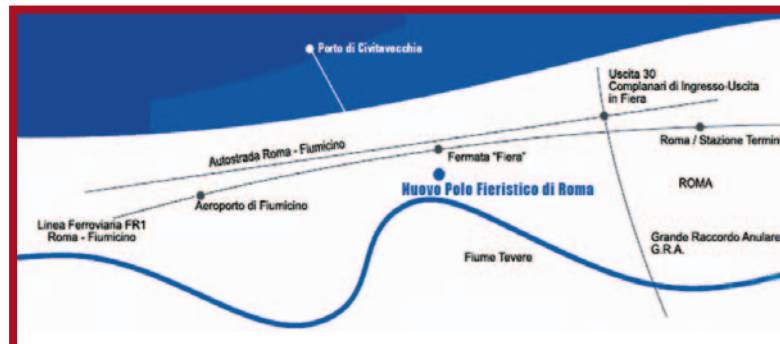 Porto di Civitavecchia
Uscita 30
Complanari di Ingresso-Uscita
in Fiera
Autostrada Roma - Fiumicino
Fermata "Fiera"
Roma / Stazione Termini
Nuovo Polo Fieristico di Roma
ROMA
Aeroporto di Fiumicino
Linea Ferroviaria FR1
Roma - Fiumicino
Grande Raccordo Anulare
G.R.A.
Fiume Tevere